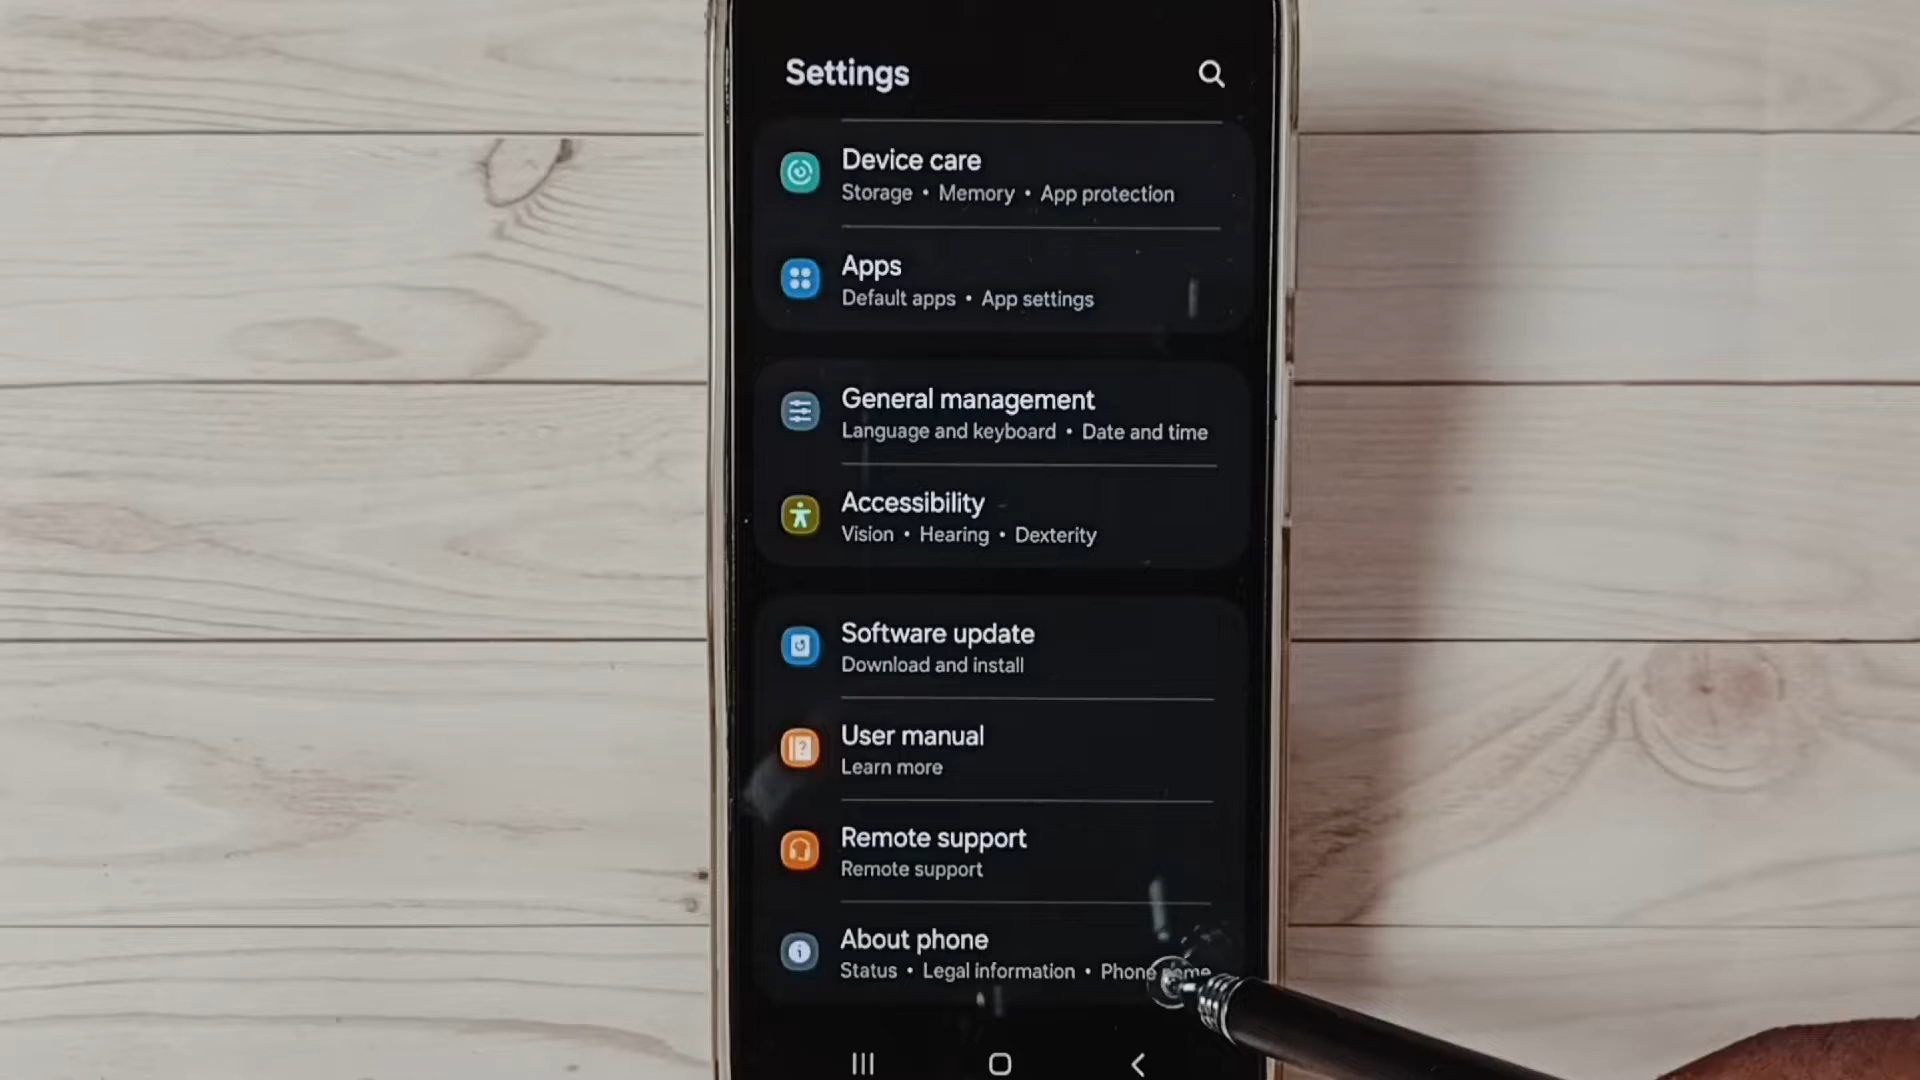 Settings
Device care
Storage • Memory • App protection
Apps
Default apps • App settings
General management
Language and keyboard • Date and time
Accessibility
Vision • Hearing • Dexterity
Software update
Download and install
User manual
Learn more
Remote support
Remote support
About phone
Status • Legal information • Phone name